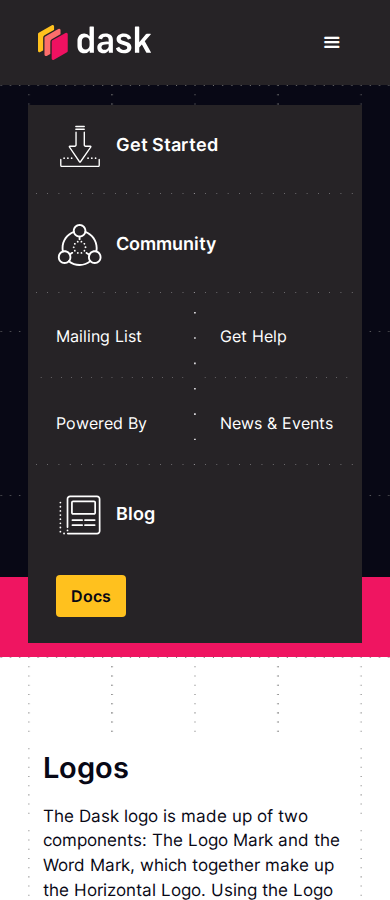 dask
Get Started
Community
Mailing List
Get Help
Powered By
News & Events
Blog
Docs
Logos
The Dask logo is made up of two
components: The Logo Mark and the
Word Mark, which together make up
the Horizontal Logo. Using the Logo